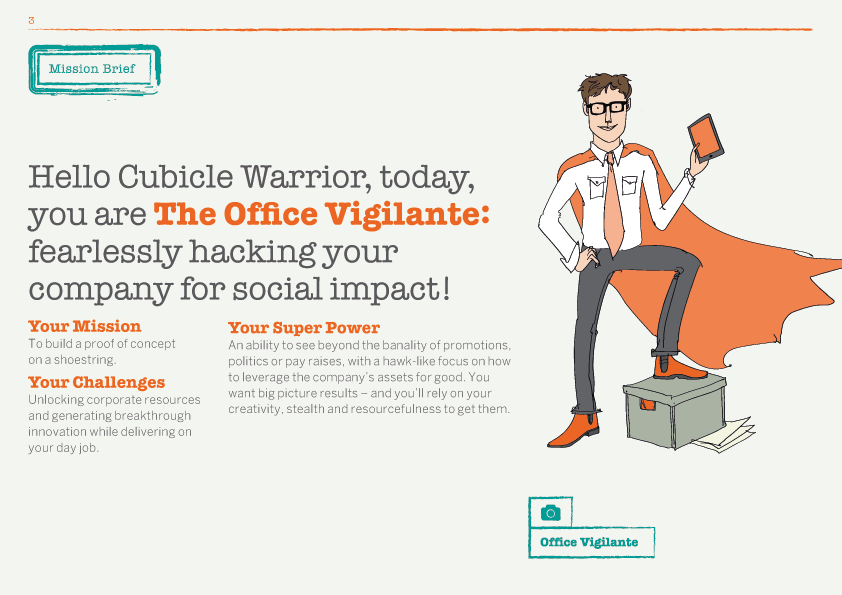 3
Mission Brief
Hello Cubicle Warrior, today,
you are The Office Vigilante:
fearlessly hacking your
company for social impact!
Your Mission
To build a proof of concept
on a shoestring.
Your Challenges
Unlocking corporate resources
and generating breakthrough
innovation while delivering on
your day job.
Your Super Power
An ability to see beyond the banality of promotions,
politics or pay raises, with a hawk-like focus on how
to leverage the company's assets for good. You
want big picture results – and you'll rely on your
creativity, stealth and resourcefulness to get them.
Office Vigilante